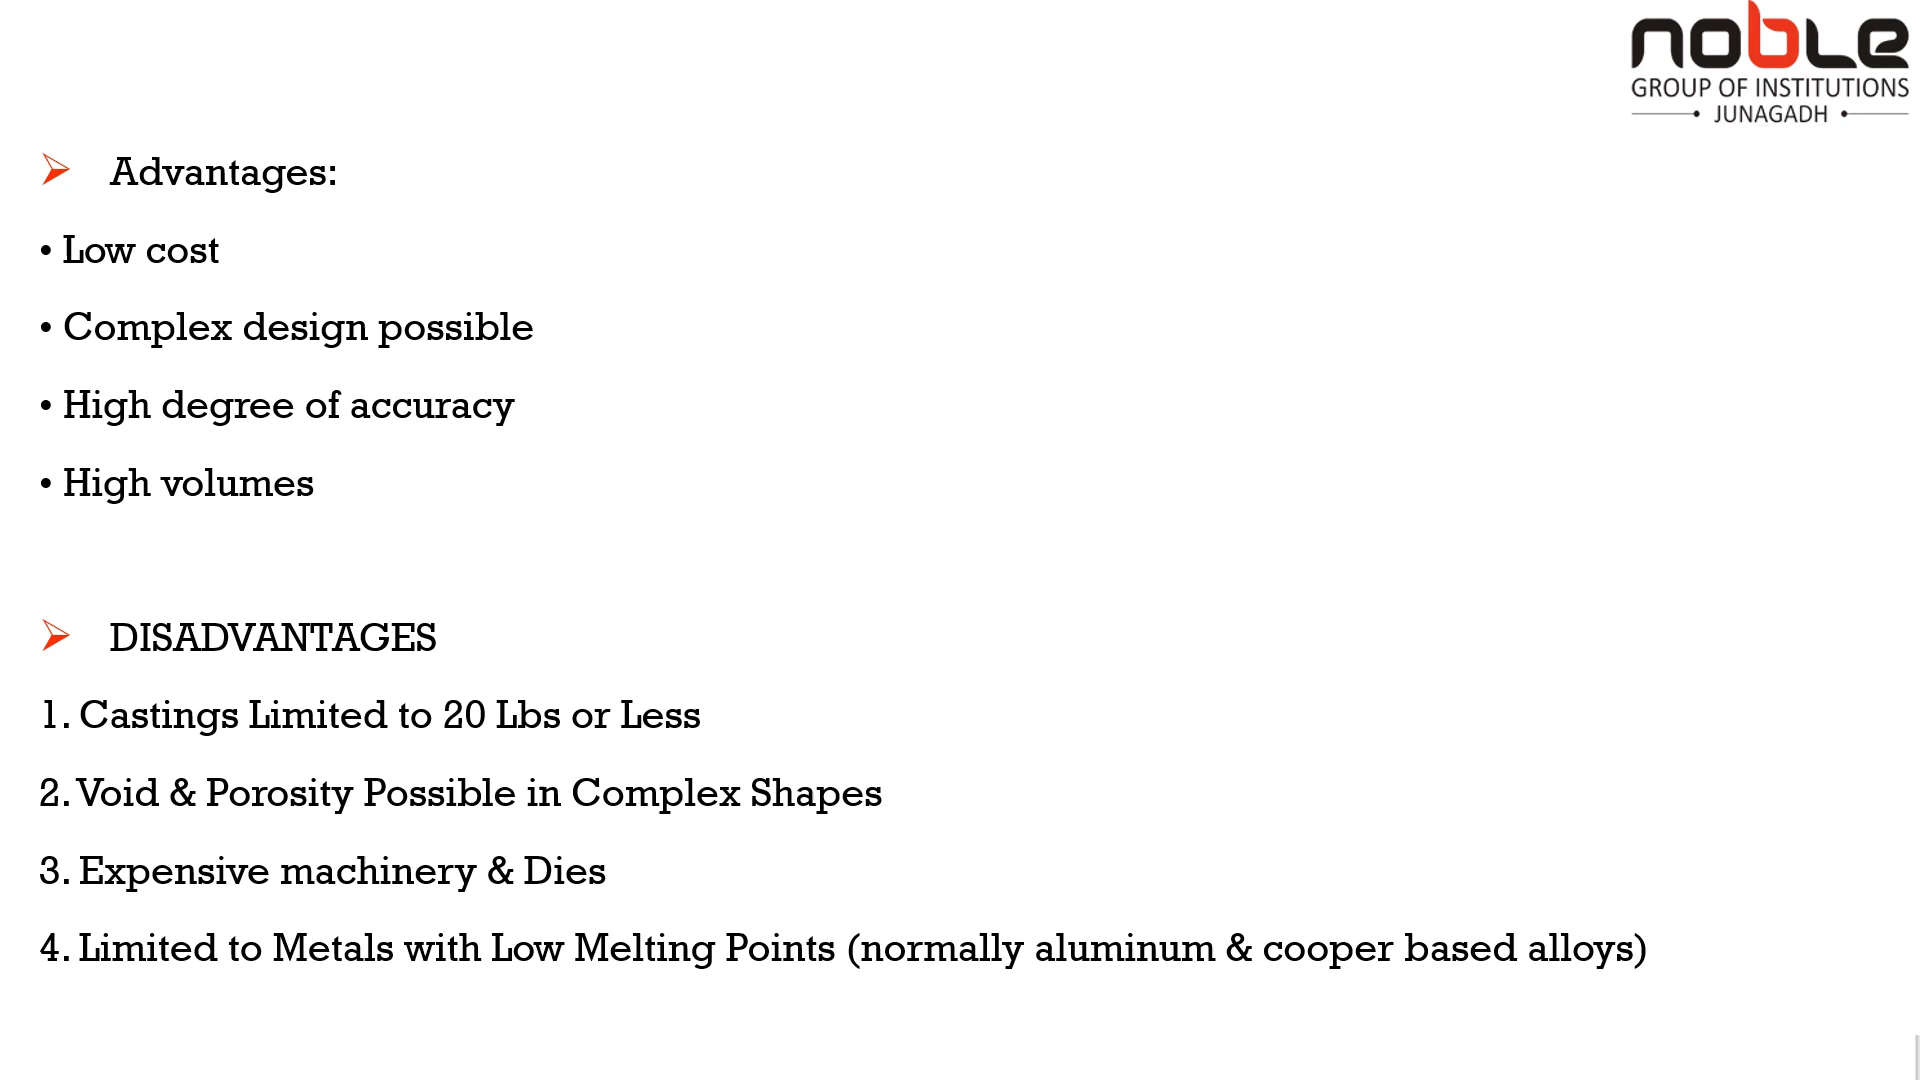 noble
GROUP OF INSTITUTIONS
JUNAGADH
➢ Advantages:
• Low cost
• Complex design possible
• High degree of accuracy
• High volumes
➢ DISADVANTAGES
1. Castings Limited to 20 Lbs or Less
2. Void & Porosity Possible in Complex Shapes
3. Expensive machinery & Dies
4. Limited to Metals with Low Melting Points (normally aluminum & cooper based alloys)